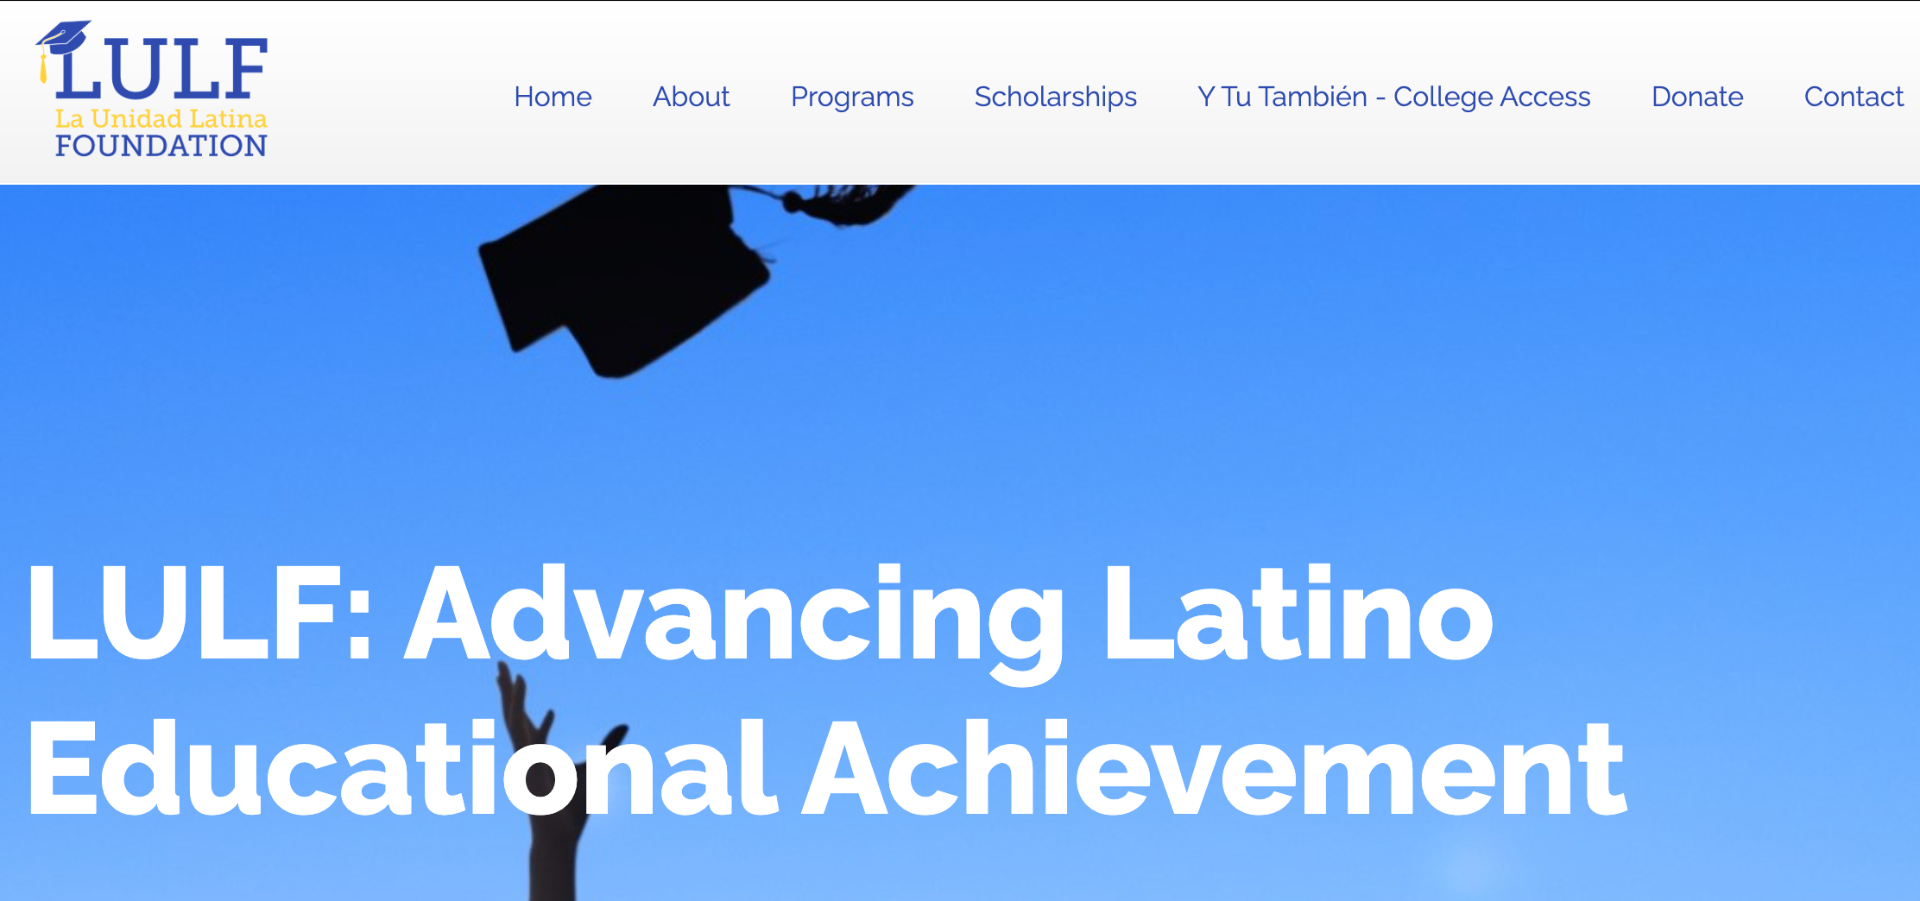 LULF
La Unidad Latina
FOUNDATION
Home About Programs Scholarships Y Tu También - College Access Donate Contact
LULF: Advancing Latino
Educational Achievement